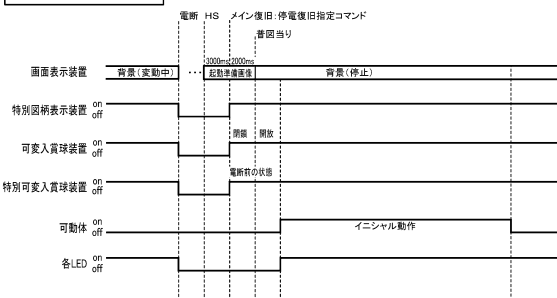 電断 HS メイン復旧：停電復旧指定コマンド
普図当り
3000ms 2000ms
画面表示装置 背景(変動中) ··· 起動準備画像 背景(停止)
特別図柄表示装置 on
off
閉鎖 開放
可変入賞球装置 on
off
電断前の状態
特別可変入賞球装置 on
off
可動体 on
off
イニシャル動作
各LED on
off